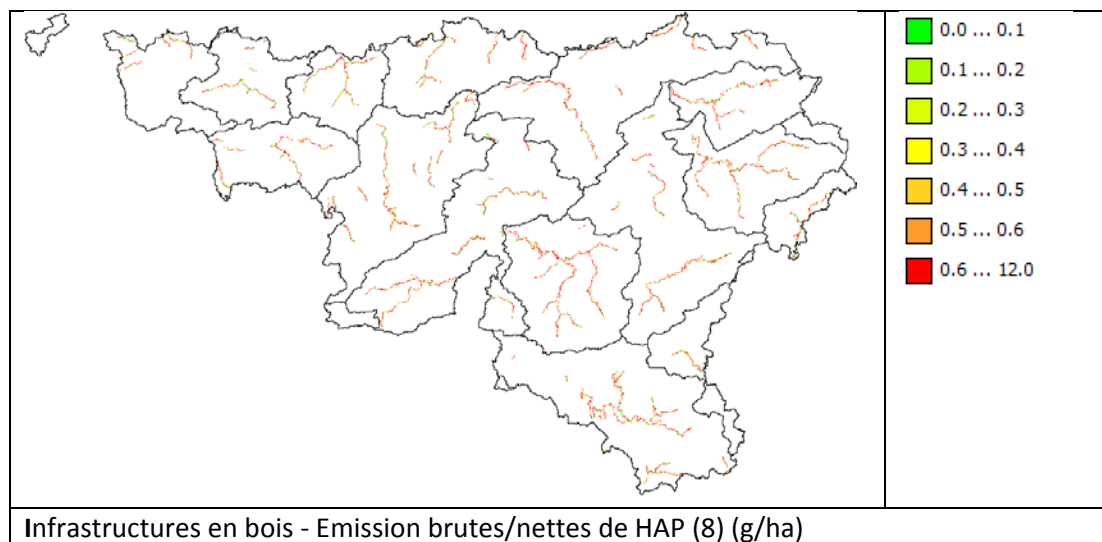 0.0 ... 0.1
0.1 ... 0.2
0.2 ... 0.3
0.3 ... 0.4
0.4 ... 0.5
0.5 ... 0.6
0.6 ... 12.0
Infrastructures en bois - Emission brutes/nettes de HAP (8) (g/ha)